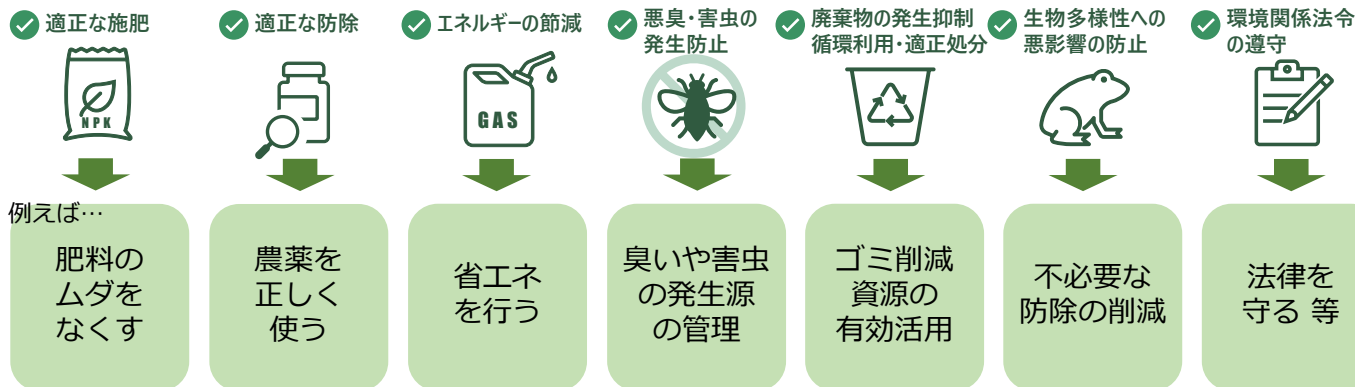 適正な施肥
適正な防除
エネルギーの節減
悪臭・害虫の
発生防止
廃棄物の発生抑制
循環利用・適正処分
生物多様性への
悪影響の防止
環境関係法令
の遵守
NPK
GAS
例えば…
肥料の
ムダを
なくす
農薬を
正しく
使う
省エネ
を行う
臭いや害虫
の発生源
の管理
ゴミ削減
資源の
有効活用
不必要な
防除の削減
法律を
守る 等